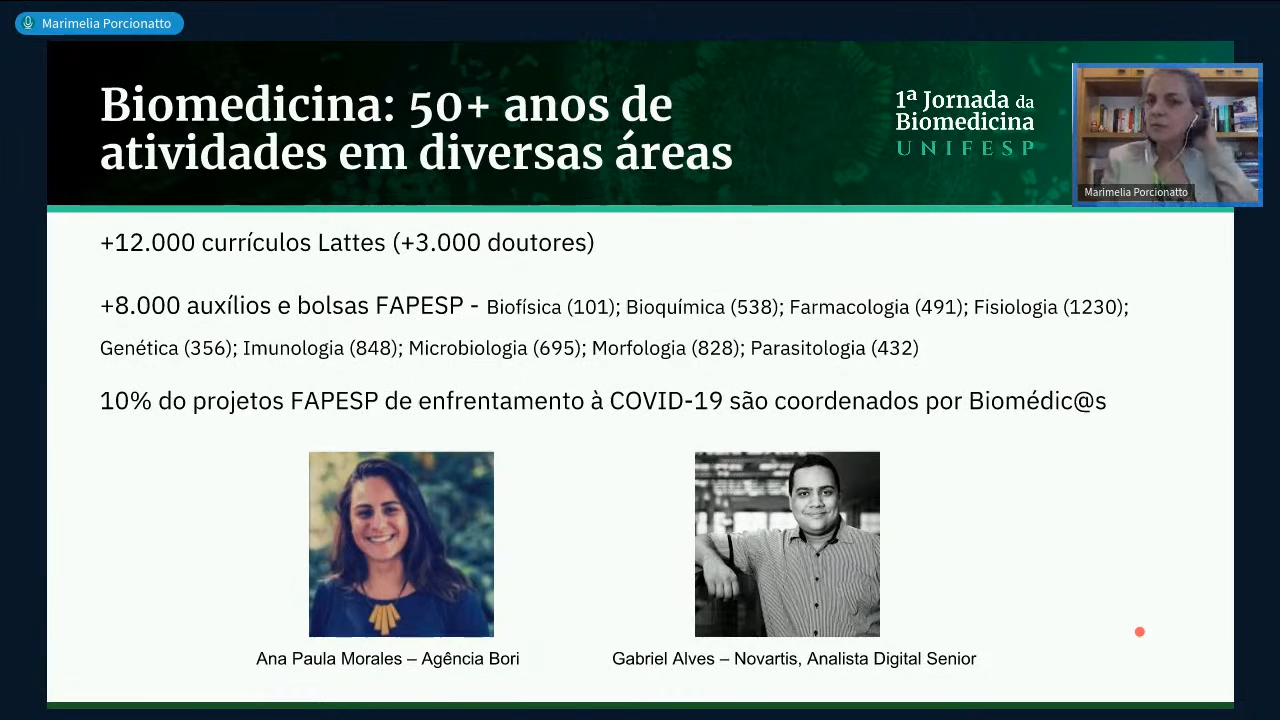 Marimelia Porcionatto
Biomedicina: 50+ anos de
atividades em diversas áreas
1ª Jornada da
Biomedicina
UNIFESP
Marimelia Porcionatto
+12.000 currículos Lattes (+3.000 doutores)
+8.000 auxílios e bolsas FAPESP - Biofísica (101); Bioquímica (538); Farmacologia (491); Fisiologia (1230);
Genética (356); Imunologia (848); Microbiologia (695); Morfologia (828); Parasitologia (432)
10% do projetos FAPESP de enfrentamento à COVID-19 são coordenados por Biomédic@s
Ana Paula Morales – Agência Bori
Gabriel Alves – Novartis, Analista Digital Senior